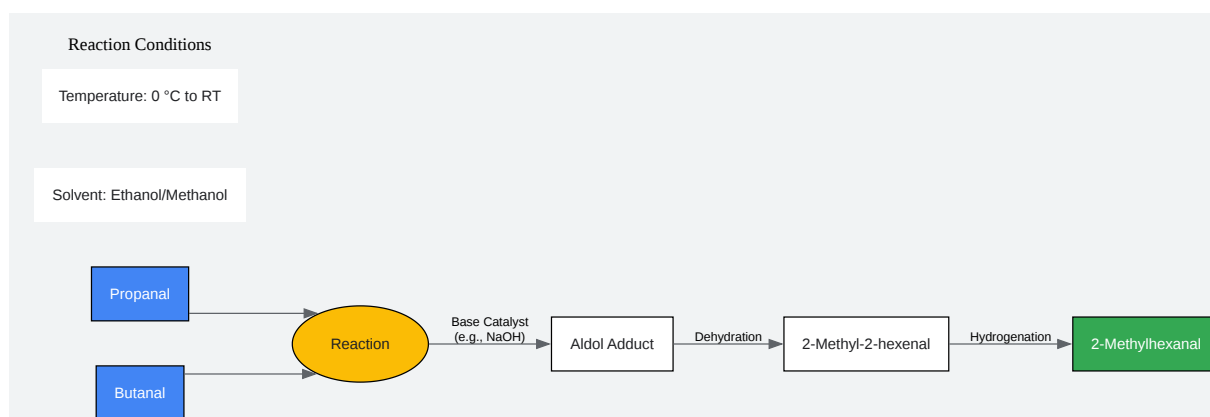 Reaction Conditions
Temperature: 0 °C to RT
Solvent: Ethanol/Methanol
Propanal
Butanal
Reaction
Base Catalyst
(e.g., NaOH)
Aldol Adduct
Dehydration
2-Methyl-2-hexenal
Hydrogenation
2-Methylhexanal